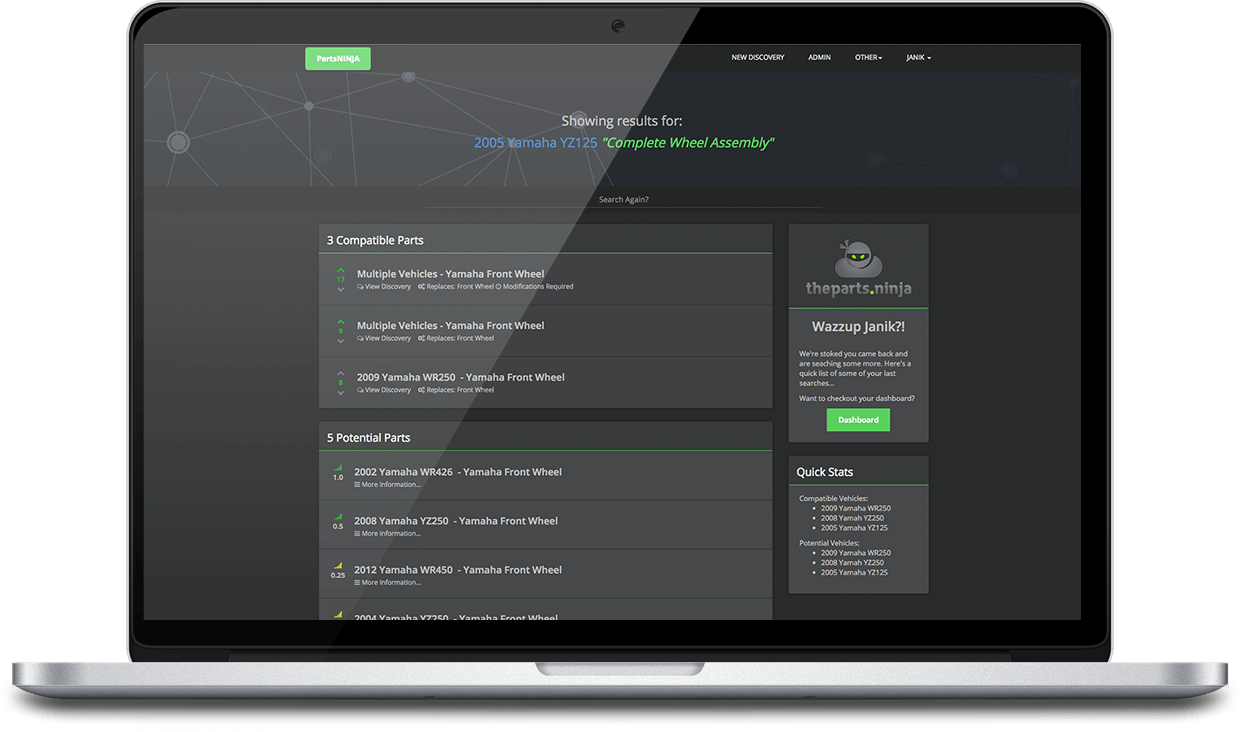 PartsNINJA
NEW DISCOVERY ADMIN OTHER JANIK
Showing results for:
2005 Yamaha YZ125 "Complete Wheel Assembly"
Search Again?
3 Compatible Parts
17
Multiple Vehicles - Yamaha Front Wheel
View Discovery Replaces: Front Wheel Modifications Required
9
Multiple Vehicles - Yamaha Front Wheel
View Discovery Replaces: Front Wheel
8
2009 Yamaha WR250 - Yamaha Front Wheel
View Discovery Replaces: Front Wheel
5 Potential Parts
1.0
2002 Yamaha WR426 - Yamaha Front Wheel
More Information...
0.5
2008 Yamaha YZ250 - Yamaha Front Wheel
More Information...
0.25
2012 Yamaha WR450 - Yamaha Front Wheel
More Information...
2004 Yamaha YZ250 - Yamaha Front Wheel
theparts.ninja
Wazzup Janik?!
We're stoked you came back and
are seaching some more. Here's a
quick list of some of your last
searches...
Want to checkout your dashboard?
Dashboard
Quick Stats
Compatible Vehicles:
2009 Yamaha WR250
2008 Yamah YZ250
2005 Yamaha YZ125
Potential Vehicles:
2009 Yamaha WR250
2008 Yamah YZ250
2005 Yamaha YZ125